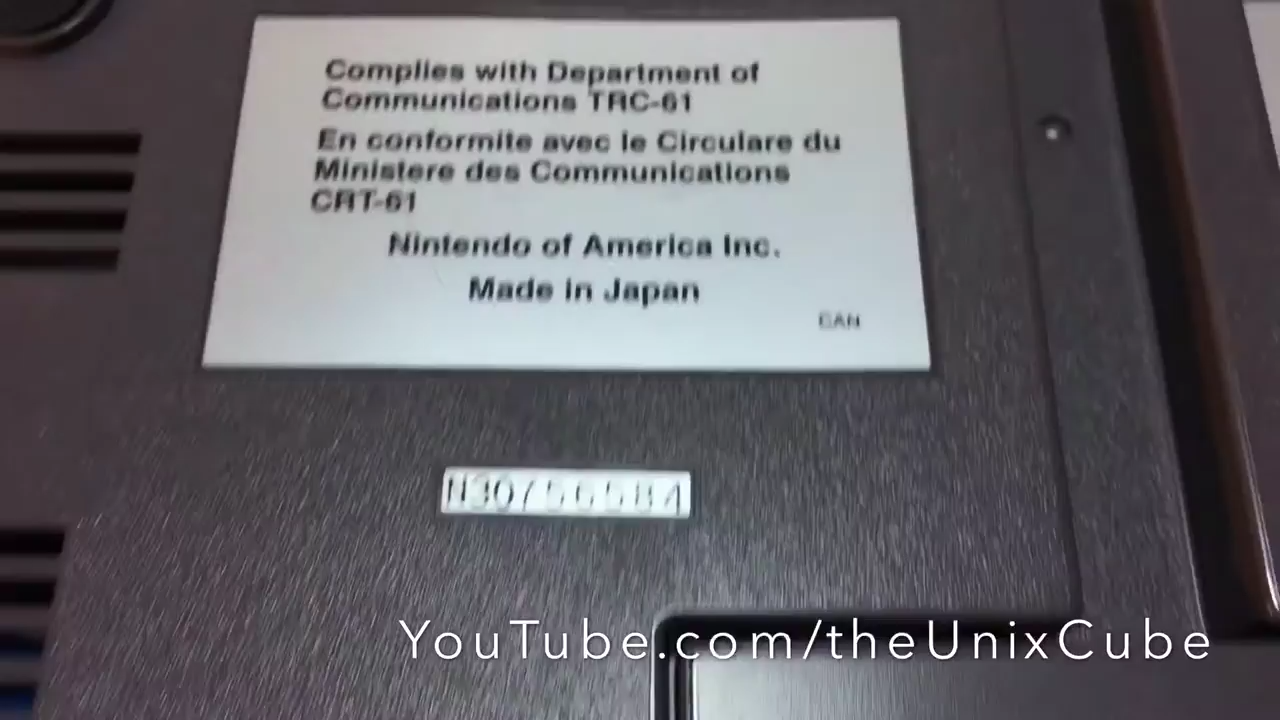 Complies with Department of
Communications TRC-61
En conformite avec le Circulare du
Ministere des Communications
CRT-61
Nintendo of America Inc.
Made in Japan
CAN
N30756584
YouTube.com/theUnixCube